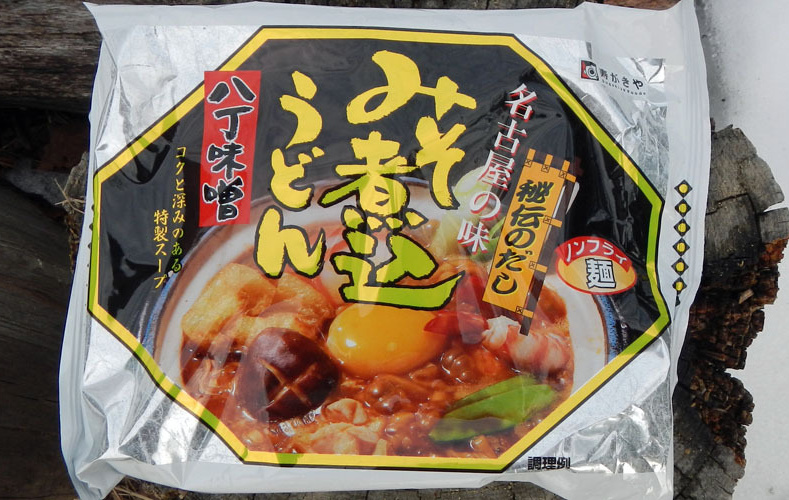 寿がきや
名古屋の味
秘伝のだし
みそ煮込
うどん
八丁味噌
コクと深みのある
特製スープ
ノンフライ
麺
調理例